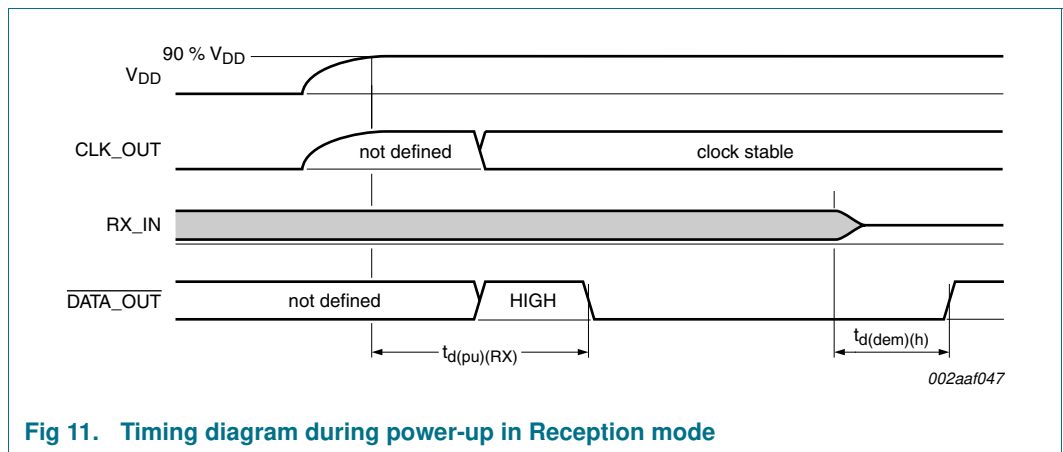 90 % VDD
VDD
CLK_OUT
not defined
clock stable
RX_IN
DATA_OUT
not defined
HIGH
td(pu)(RX)
td(dem)(h)
002aaf047
Fig 11. Timing diagram during power-up in Reception mode